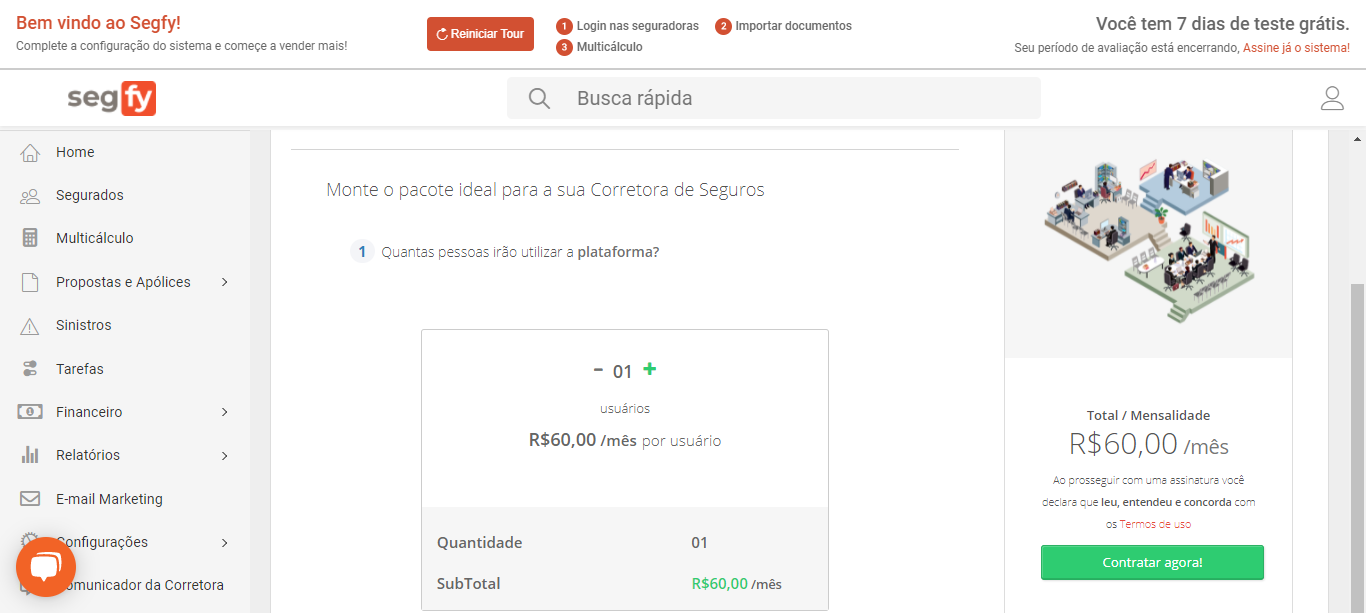 Bem vindo ao Segfy!
Complete a configuração do sistema e começe a vender mais!
Reiniciar Tour
1 Login nas seguradoras 2 Importar documentos
3 Multicálculo
Você tem 7 dias de teste grátis.
Seu período de avaliação está encerrando, Assine já o sistema!
segfy
Busca rápida
Home
Segurados
Multicálculo
Propostas e Apólices
Sinistros
Tarefas
Financeiro
Relatórios
E-mail Marketing
Configurações
omunicador da Corretora
Monte o pacote ideal para a sua Corretora de Seguros
1 Quantas pessoas irão utilizar a plataforma?
- 01 +
usuários
R$60,00 /mês por usuário
Quantidade 01
SubTotal R$60,00 /mês
Total / Mensalidade
R$60,00 /mês
Ao prosseguir com uma assinatura você
declara que leu, entendeu e concorda com
os Termos de uso
Contratar agora!